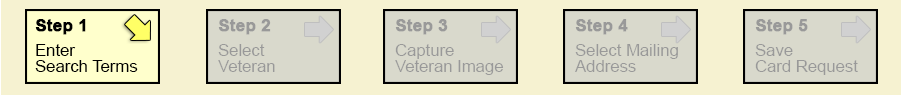 Step 1
Enter
Search Terms
Step 2
Select
Veteran
Step 3
Capture
Veteran Image
Step 4
Select Mailing
Address
Step 5
Save
Card Request